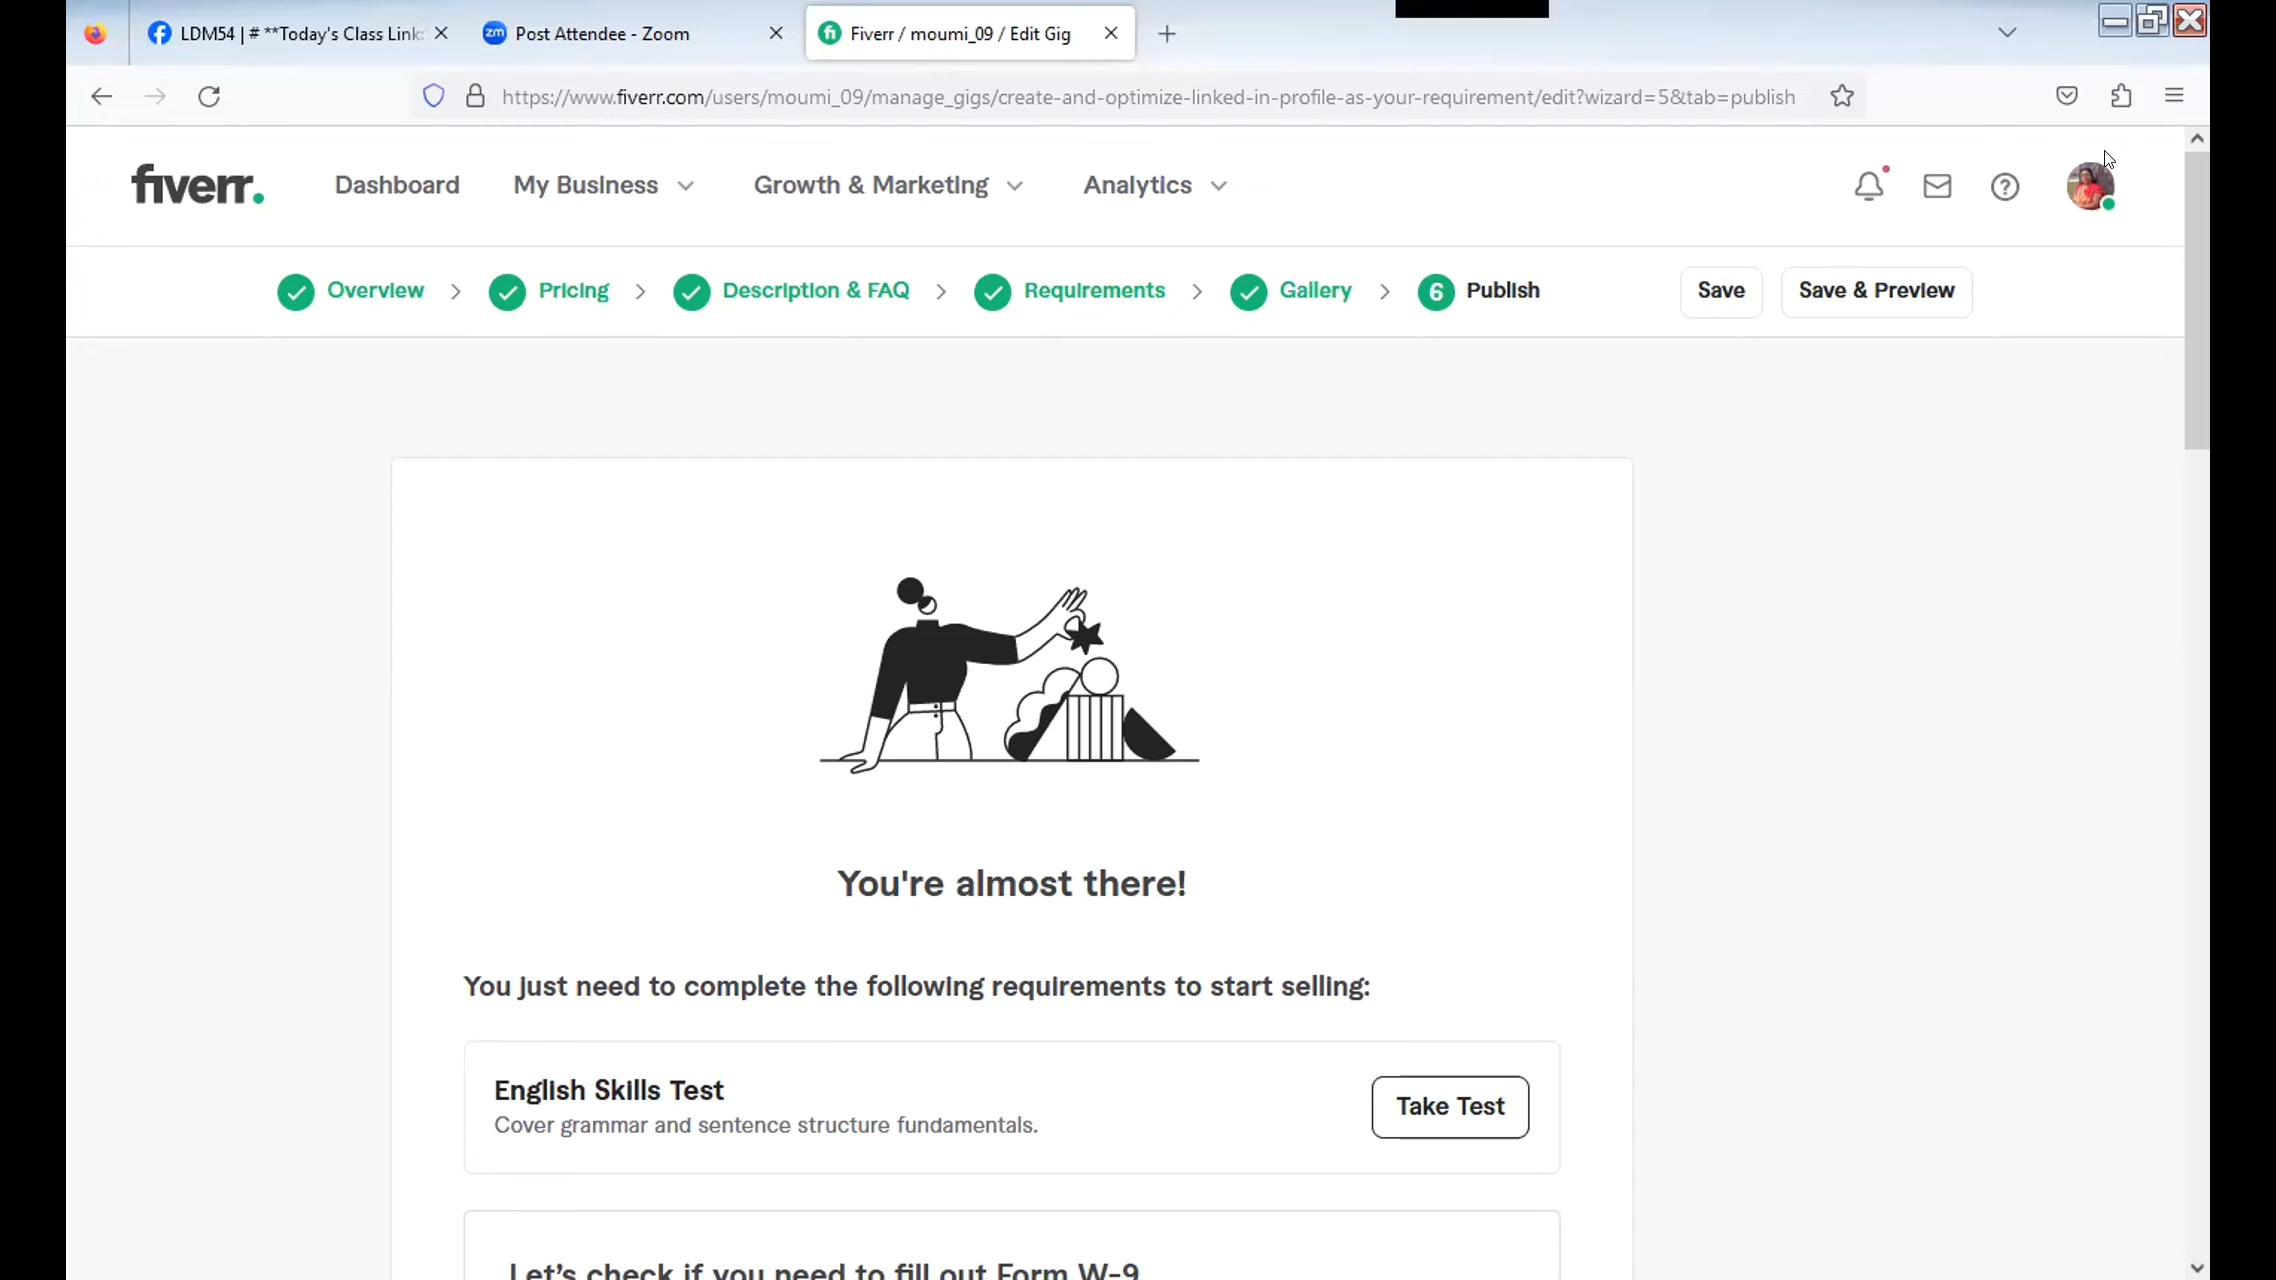 LDM54 | # **Today's Class Link:
Post Attendee - Zoom
Fiverr / moumi_09 / Edit Gig
https://www.fiverr.com/users/moumi_09/manage_gigs/create-and-optimize-linked-in-profile-as-your-requirement/edit?wizard=5&tab=publish
fiverr.
Dashboard
My Business
Growth & Marketing
Analytics
Overview
Pricing
Description & FAQ
Requirements
Gallery
6 Publish
Save
Save & Preview
You're almost there!
You just need to complete the following requirements to start selling:
English Skills Test
Cover grammar and sentence structure fundamentals.
Take Test
Let's check if you need to fill out Form W-9